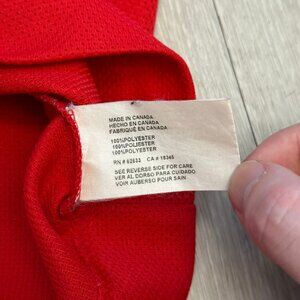 MADE IN CANADA
HECHO EN CANADA
FABRIQUÉ EN CANADA
100%POLYESTER
100%POLIESTER
100%POLYESTER
RN # 62633 CA # 15365
SEE REVERSE SIDE FOR CARE
VER AL DORSO PARA CUIDADO
VOIR AUBERSO POUR SAIN